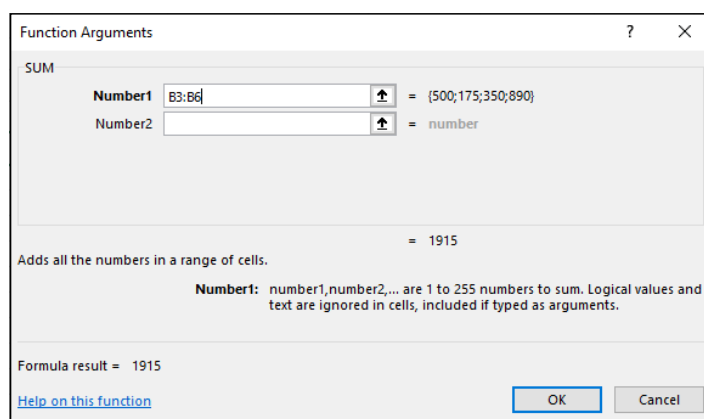 Function Arguments ? ×
SUM
Number1 B3:B6 = {500;175;350;890}
Number2 = number
= 1915
Adds all the numbers in a range of cells.
Number1: number1,number2,... are 1 to 255 numbers to sum. Logical values and
text are ignored in cells, included if typed as arguments.
Formula result = 1915
Help on this function OK Cancel